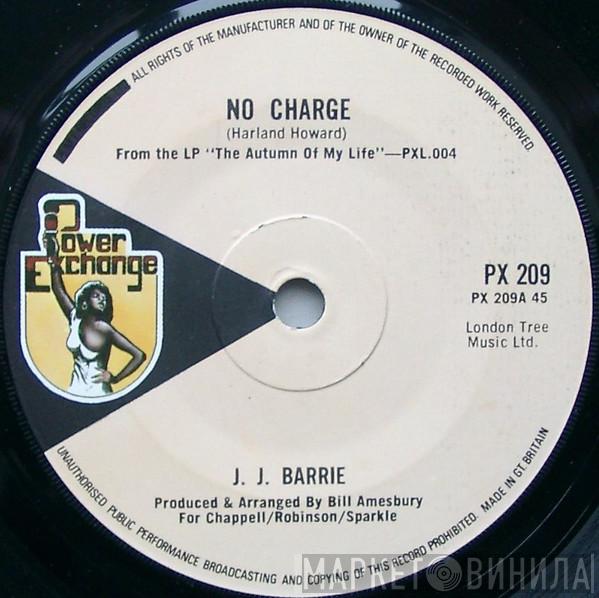 ALL RIGHTS OF THE MANUFACTURER AND OF THE OWNER OF THE RECORDED WORK RESERVED.
NO CHARGE
(Harland Howard)
From the LP "The Autumn Of My Life"—PXL.004
Power
Exchange
PX 209
PX 209A 45
London Tree
Music Ltd.
J. J. BARRIE
Produced & Arranged By Bill Amesbury
For Chappell/Robinson/Sparkle
UNAUTHORISED PUBLIC PERFORMANCE BROADCASTING AND COPYING OF THIS RECORD PROHIBITED. MADE IN GT. BRITAIN
МАРКЕТ ВИНИЛА